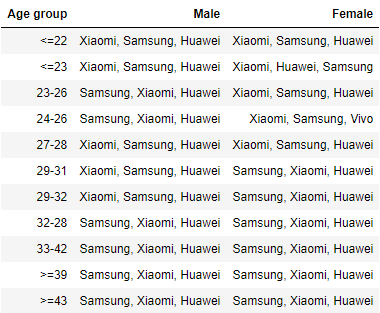 Age group Male Female
<=22 Xiaomi, Samsung, Huawei Xiaomi, Samsung, Huawei
<=23 Xiaomi, Samsung, Huawei Xiaomi, Huawei, Samsung
23-26 Samsung, Xiaomi, Huawei Xiaomi, Samsung, Huawei
24-26 Samsung, Xiaomi, Huawei Xiaomi, Samsung, Vivo
27-28 Xiaomi, Samsung, Huawei Xiaomi, Samsung, Huawei
29-31 Xiaomi, Samsung, Huawei Samsung, Xiaomi, Huawei
29-32 Xiaomi, Samsung, Huawei Samsung, Xiaomi, Huawei
32-28 Samsung, Xiaomi, Huawei Samsung, Xiaomi, Huawei
33-42 Samsung, Xiaomi, Huawei Samsung, Xiaomi, Huawei
>=39 Samsung, Xiaomi, Huawei Samsung, Xiaomi, Huawei
>=43 Samsung, Xiaomi, Huawei Samsung, Xiaomi, Huawei